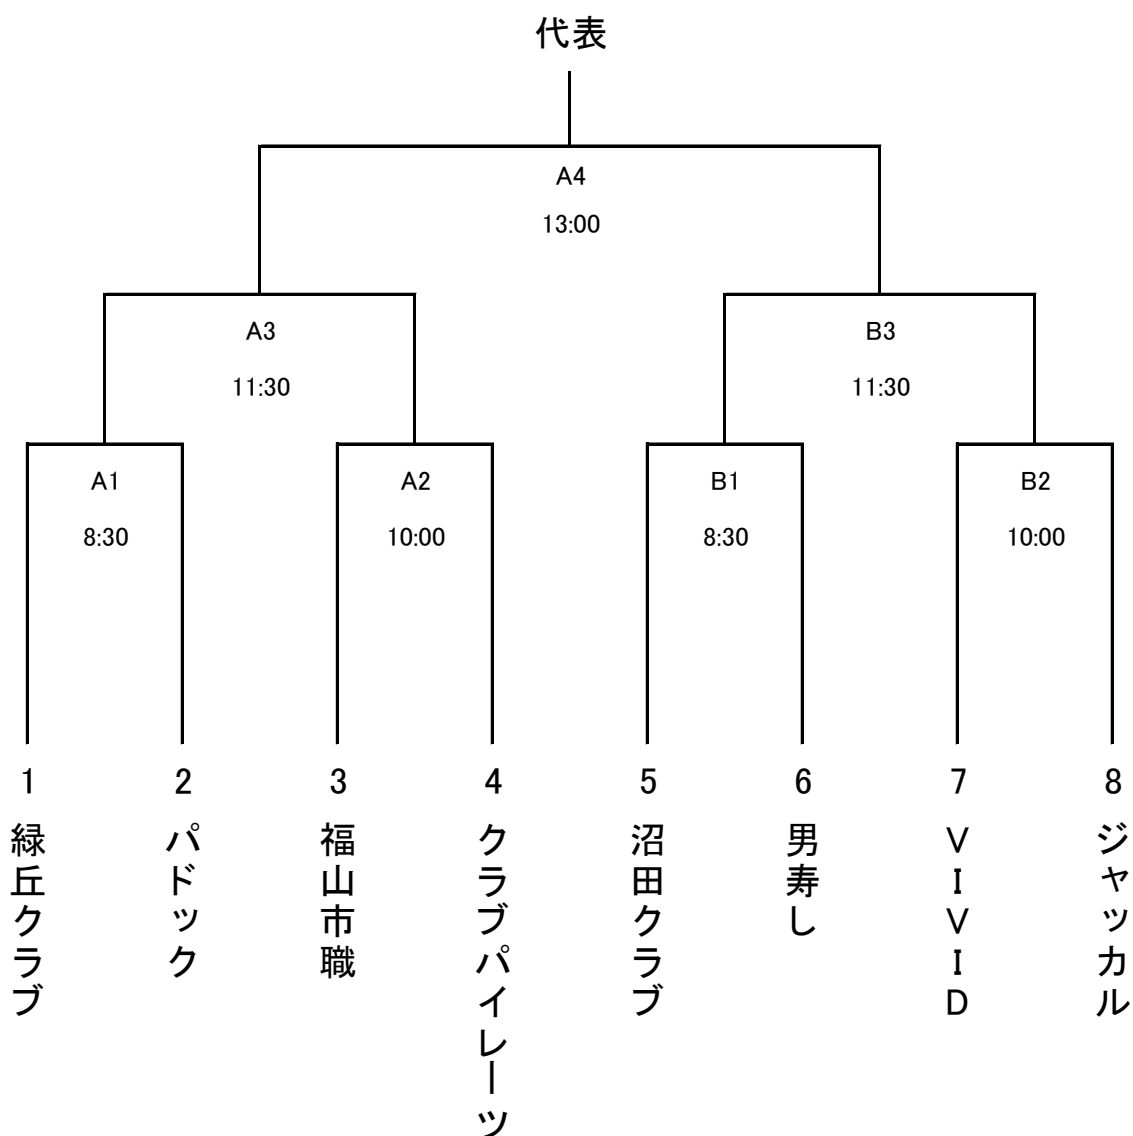 代表
A4
13:00
A3
B3
11:30
11:30
A1
A2
B1
B2
8:30
10:00
8:30
10:00
1
2
3
4
5
6
7
8
緑丘クラブ
パドック
福山市職
クラブパイレーツ
沼田クラブ
男寿し
VIVID
ジャッカル